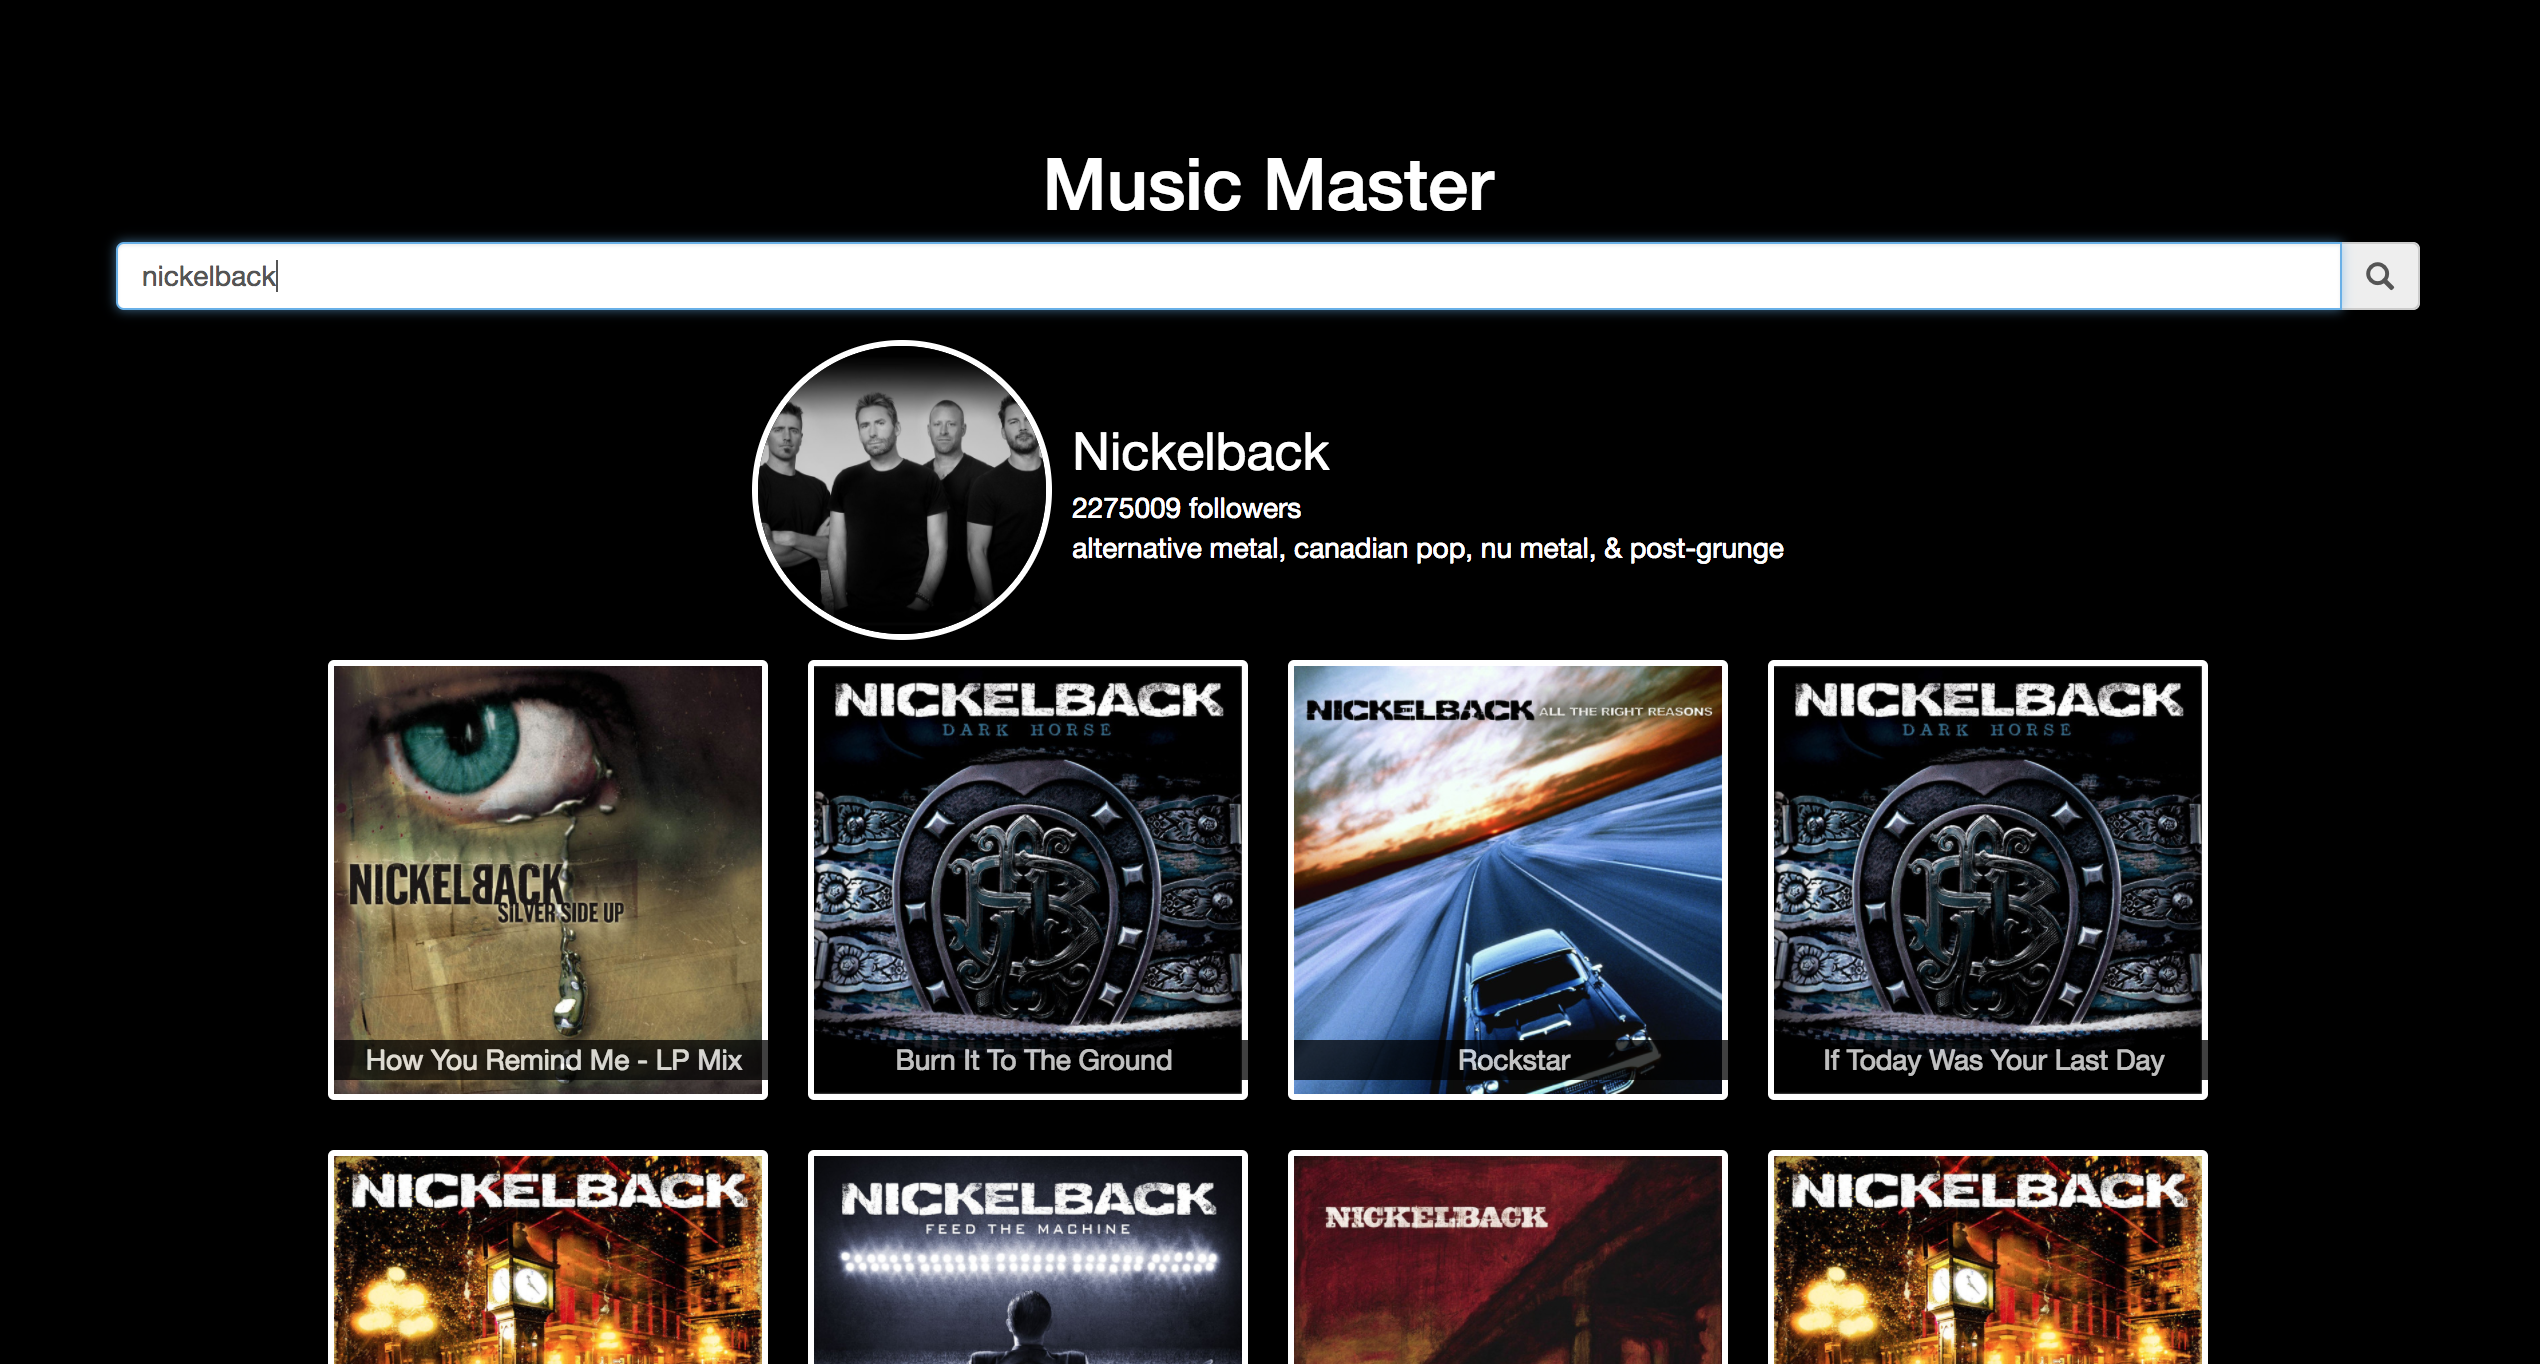 Music Master
nickelback
Nickelback
2275009 followers
alternative metal, canadian pop, nu metal, & post-grunge
NICKELBACK
SILVER SIDE UP
How You Remind Me - LP Mix
NICKELBACK
DARK HORSE
Burn It To The Ground
NICKELBACK ALL THE RIGHT REASONS
Rockstar
NICKELBACK
DARK HORSE
If Today Was Your Last Day
NICKELBACK
NICKELBACK
FEED THE MACHINE
NICKELBACK
NICKELBACK